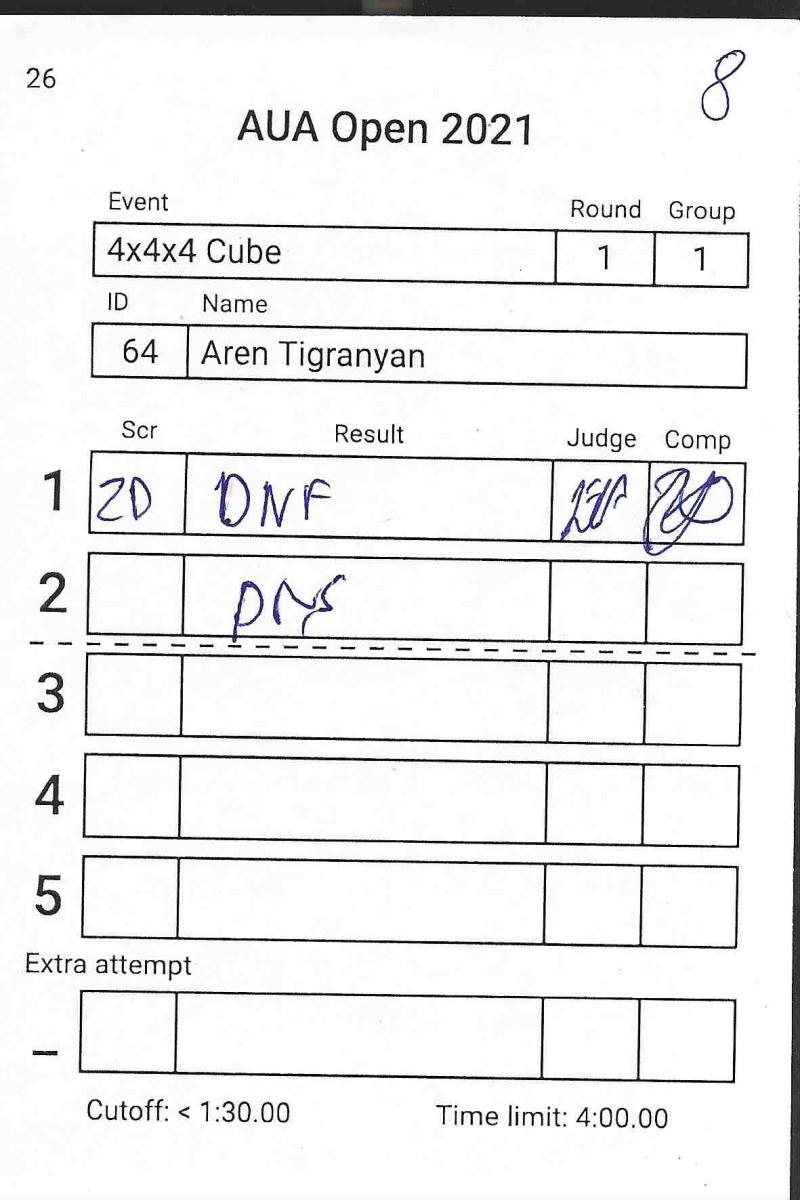 26
8
AUA Open 2021
Event Round Group
4x4x4 Cube 1 1
ID Name
64 Aren Tigranyan
Scr Result Judge Comp
1 ZD DNF
2 DNS
3
4
5
Extra attempt
–
Cutoff: < 1:30.00 Time limit: 4:00.00